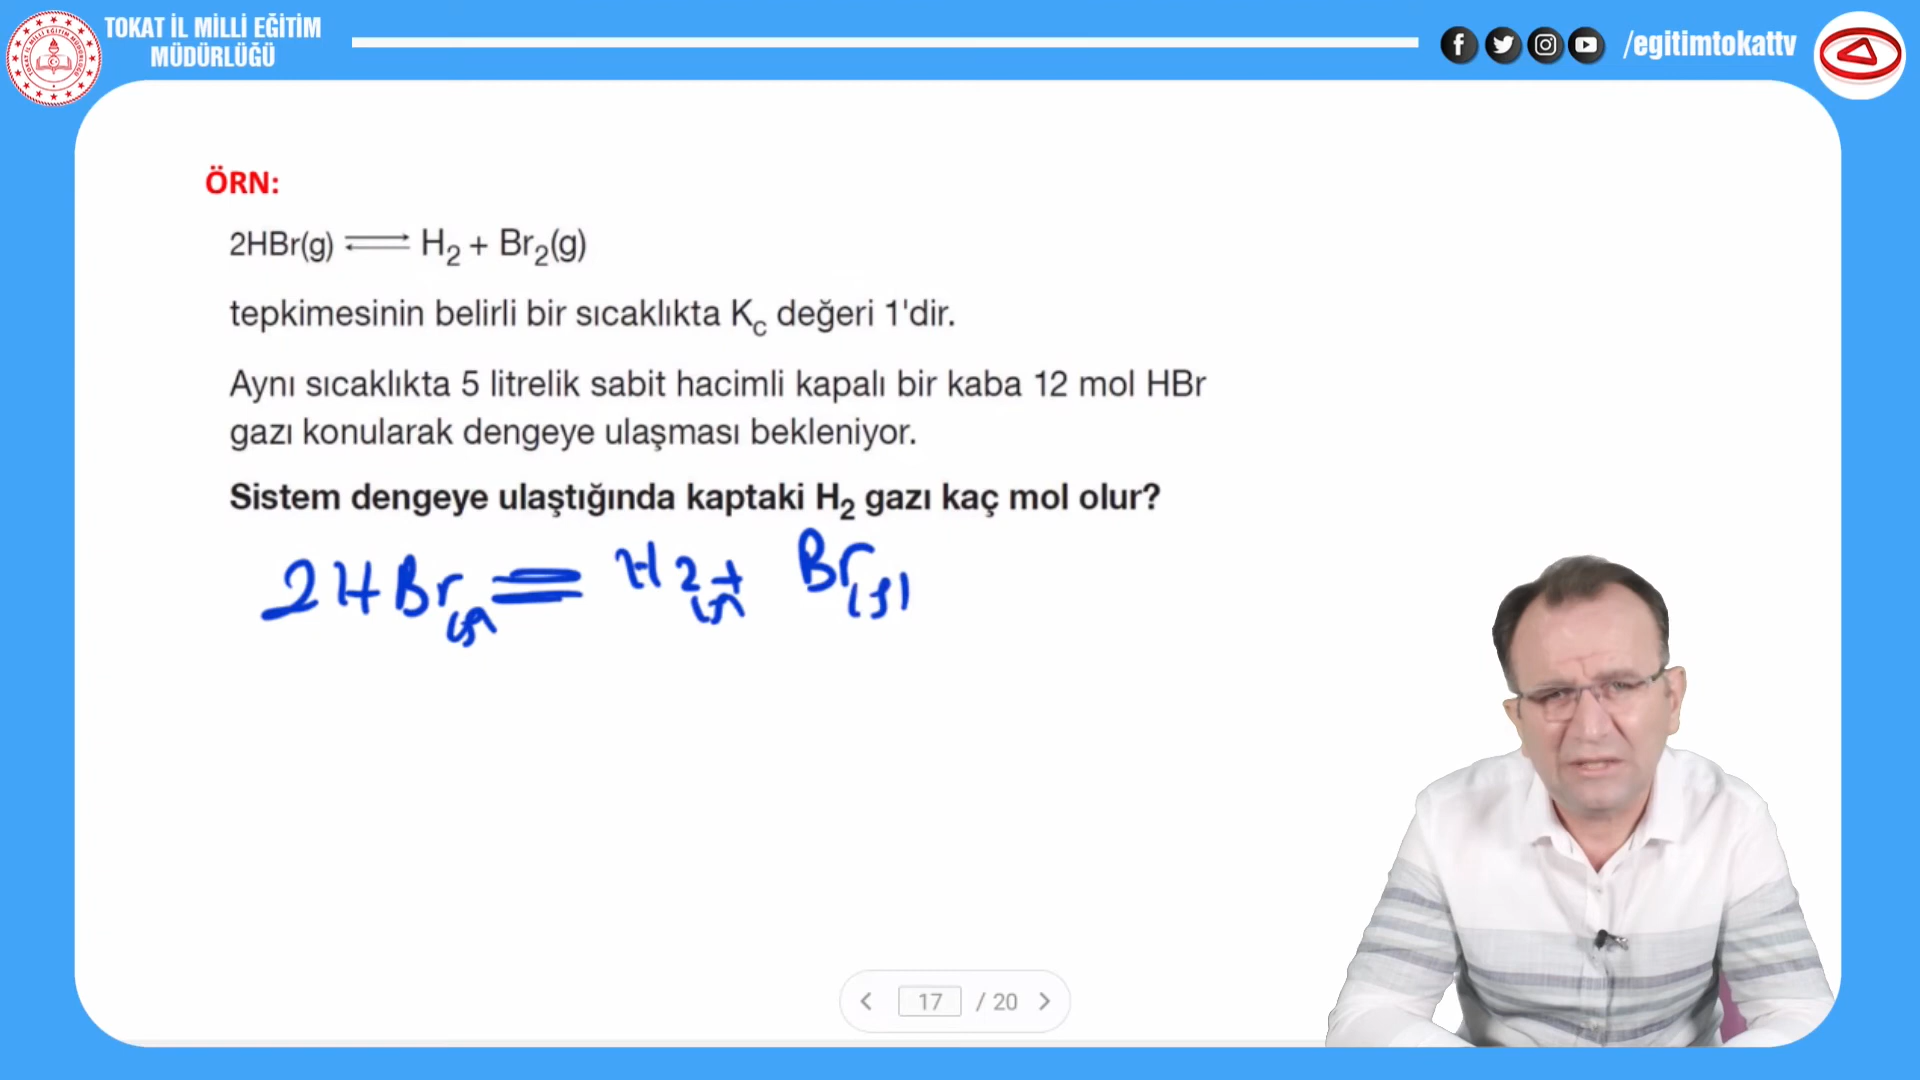 TOKAT İL MİLLİ EĞİTİM
MÜDÜRLÜĞÜ
/egitimtokattv
ÖRN:
2HBr(g) ⇌ H₂ + Br₂(g)
tepkimesinin belirli bir sıcaklıkta K꜀ değeri 1'dir.
Aynı sıcaklıkta 5 litrelik sabit hacimli kapalı bir kaba 12 mol HBr
gazı konularak dengeye ulaşması bekleniyor.
Sistem dengeye ulaştığında kaptaki H₂ gazı kaç mol olur?
2HBr(g) ⇌ H₂(g) + Br(g)
17 / 20